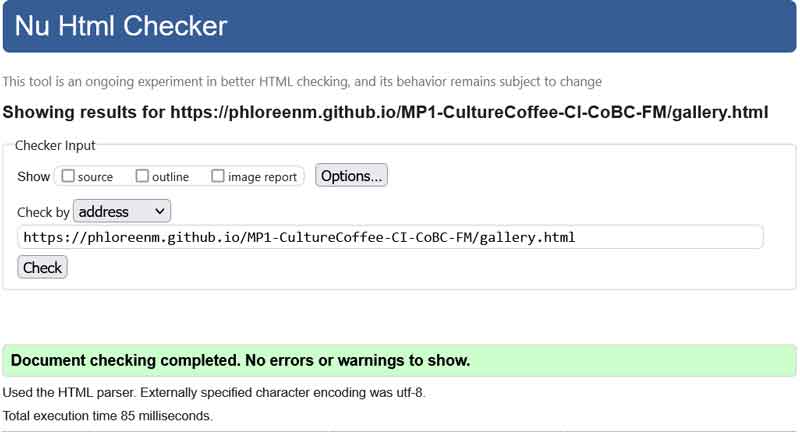 Nu Html Checker
This tool is an ongoing experiment in better HTML checking, and its behavior remains subject to change
Showing results for https://phloreenm.github.io/MP1-CultureCoffee-CI-CoBC-FM/gallery.html
Checker Input
Show source outline image report Options...
Check by address
https://phloreenm.github.io/MP1-CultureCoffee-CI-CoBC-FM/gallery.html
Check
Document checking completed. No errors or warnings to show.
Used the HTML parser. Externally specified character encoding was utf-8.
Total execution time 85 milliseconds.